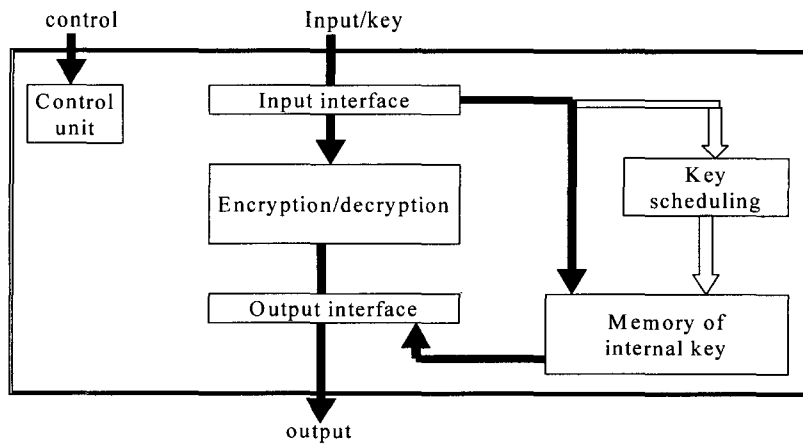 control
Input/key
Control
unit
Input interface
Encryption/decryption
Key
scheduling
Output interface
Memory of
internal key
output